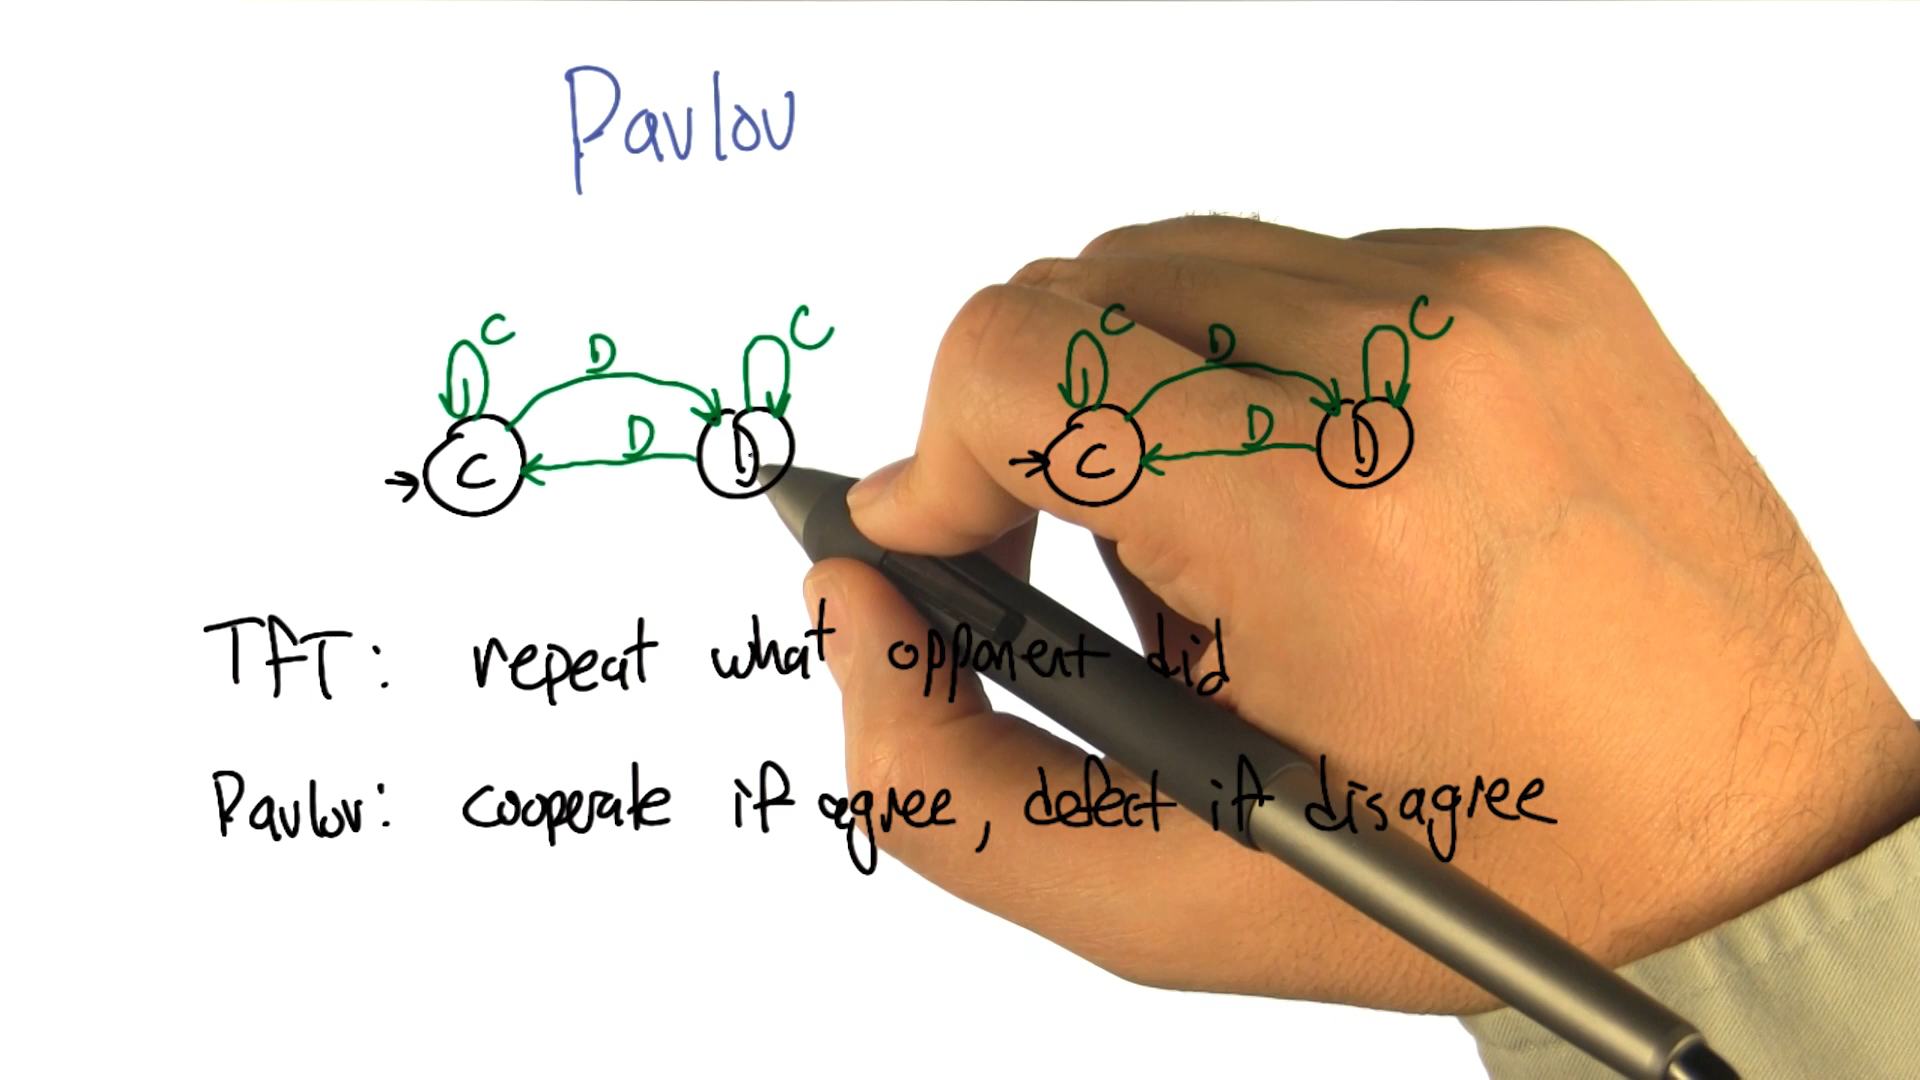 Pavlov
C D C C D C
C D D C D D
TfT: repeat what opponent did
Pavlov: cooperate if agree, defect if disagree